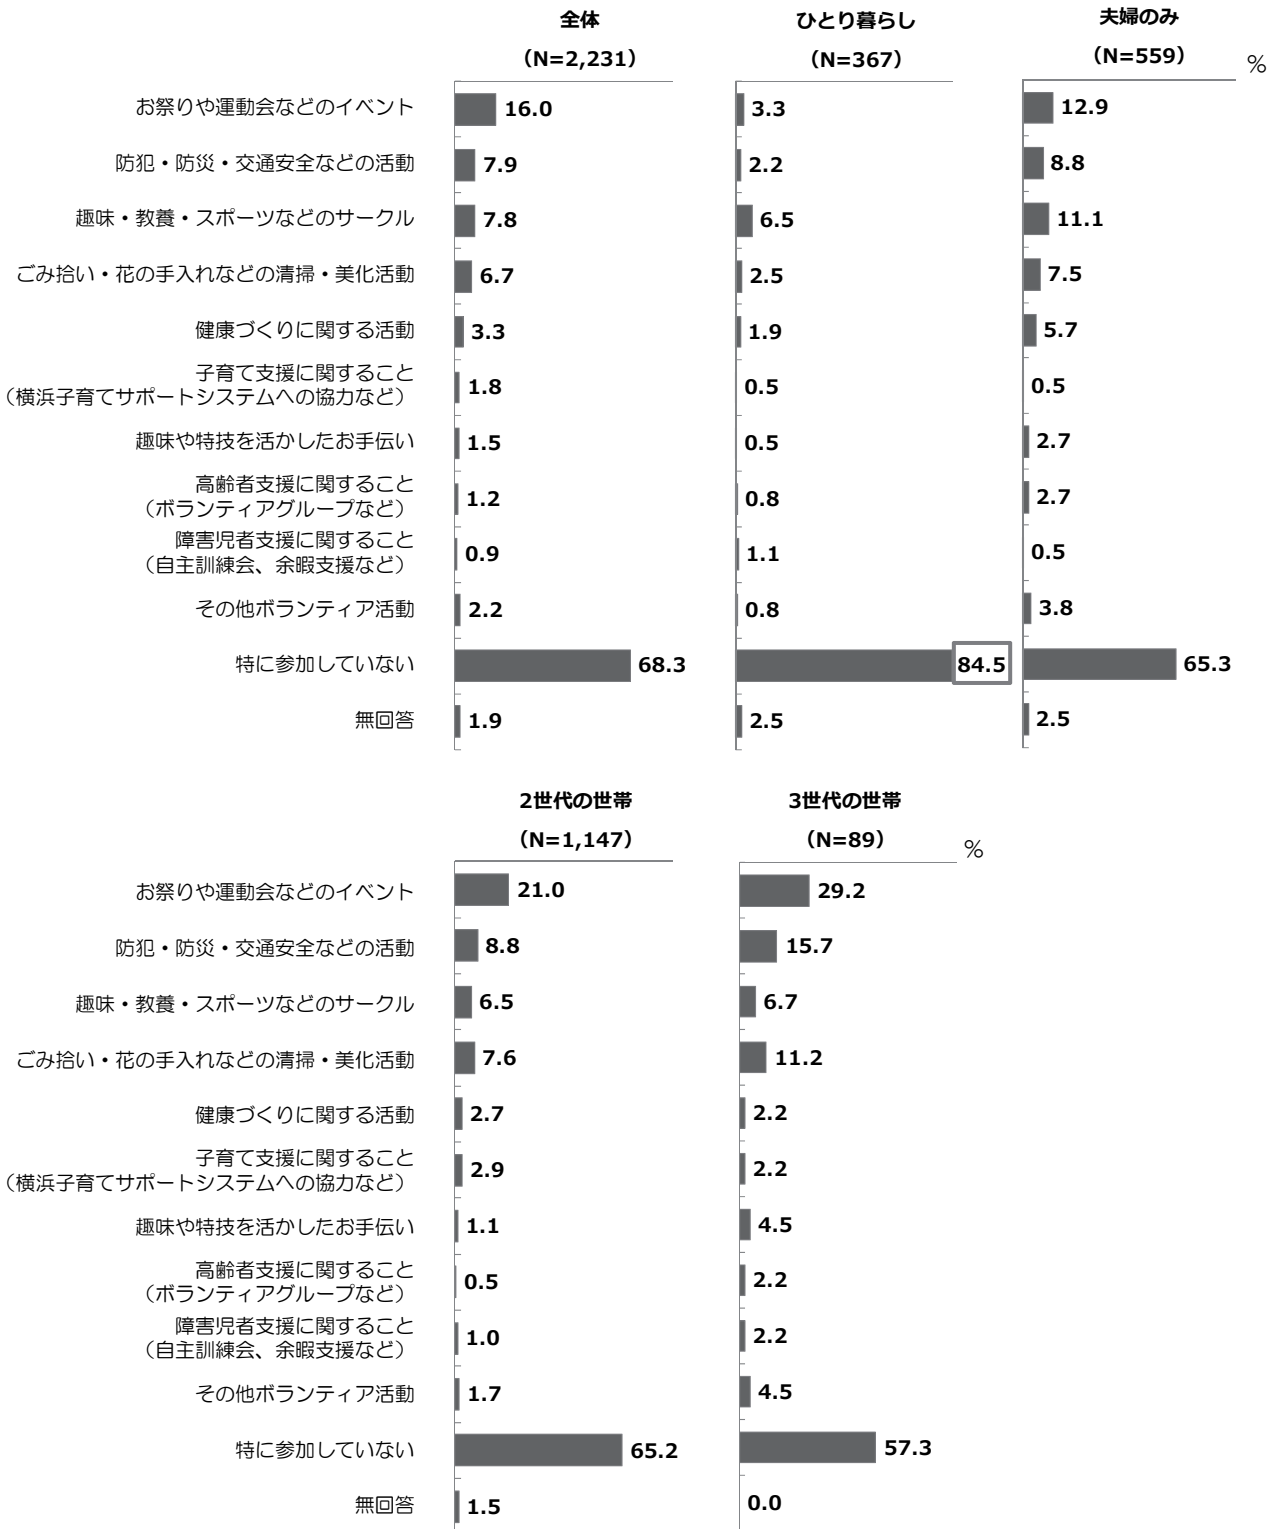 全体 ひとり暮らし 夫婦のみ
（N=2,231） （N=367） （N=559） %
お祭りや運動会などのイベント 16.0 3.3 12.9
防犯・防災・交通安全などの活動 7.9 2.2 8.8
趣味・教養・スポーツなどのサークル 7.8 6.5 11.1
ごみ拾い・花の手入れなどの清掃・美化活動 6.7 2.5 7.5
健康づくりに関する活動 3.3 1.9 5.7
子育て支援に関すること
（横浜子育てサポートシステムへの協力など） 1.8 0.5 0.5
趣味や特技を活かしたお手伝い 1.5 0.5 2.7
高齢者支援に関すること
（ボランティアグループなど） 1.2 0.8 2.7
障害児者支援に関すること
（自主訓練会、余暇支援など） 0.9 1.1 0.5
その他ボランティア活動 2.2 0.8 3.8
特に参加していない 68.3 84.5 65.3
無回答 1.9 2.5 2.5
2世代の世帯 3世代の世帯
（N=1,147） （N=89） %
お祭りや運動会などのイベント 21.0 29.2
防犯・防災・交通安全などの活動 8.8 15.7
趣味・教養・スポーツなどのサークル 6.5 6.7
ごみ拾い・花の手入れなどの清掃・美化活動 7.6 11.2
健康づくりに関する活動 2.7 2.2
子育て支援に関すること
（横浜子育てサポートシステムへの協力など） 2.9 2.2
趣味や特技を活かしたお手伝い 1.1 4.5
高齢者支援に関すること
（ボランティアグループなど） 0.5 2.2
障害児者支援に関すること
（自主訓練会、余暇支援など） 1.0 2.2
その他ボランティア活動 1.7 4.5
特に参加していない 65.2 57.3
無回答 1.5 0.0